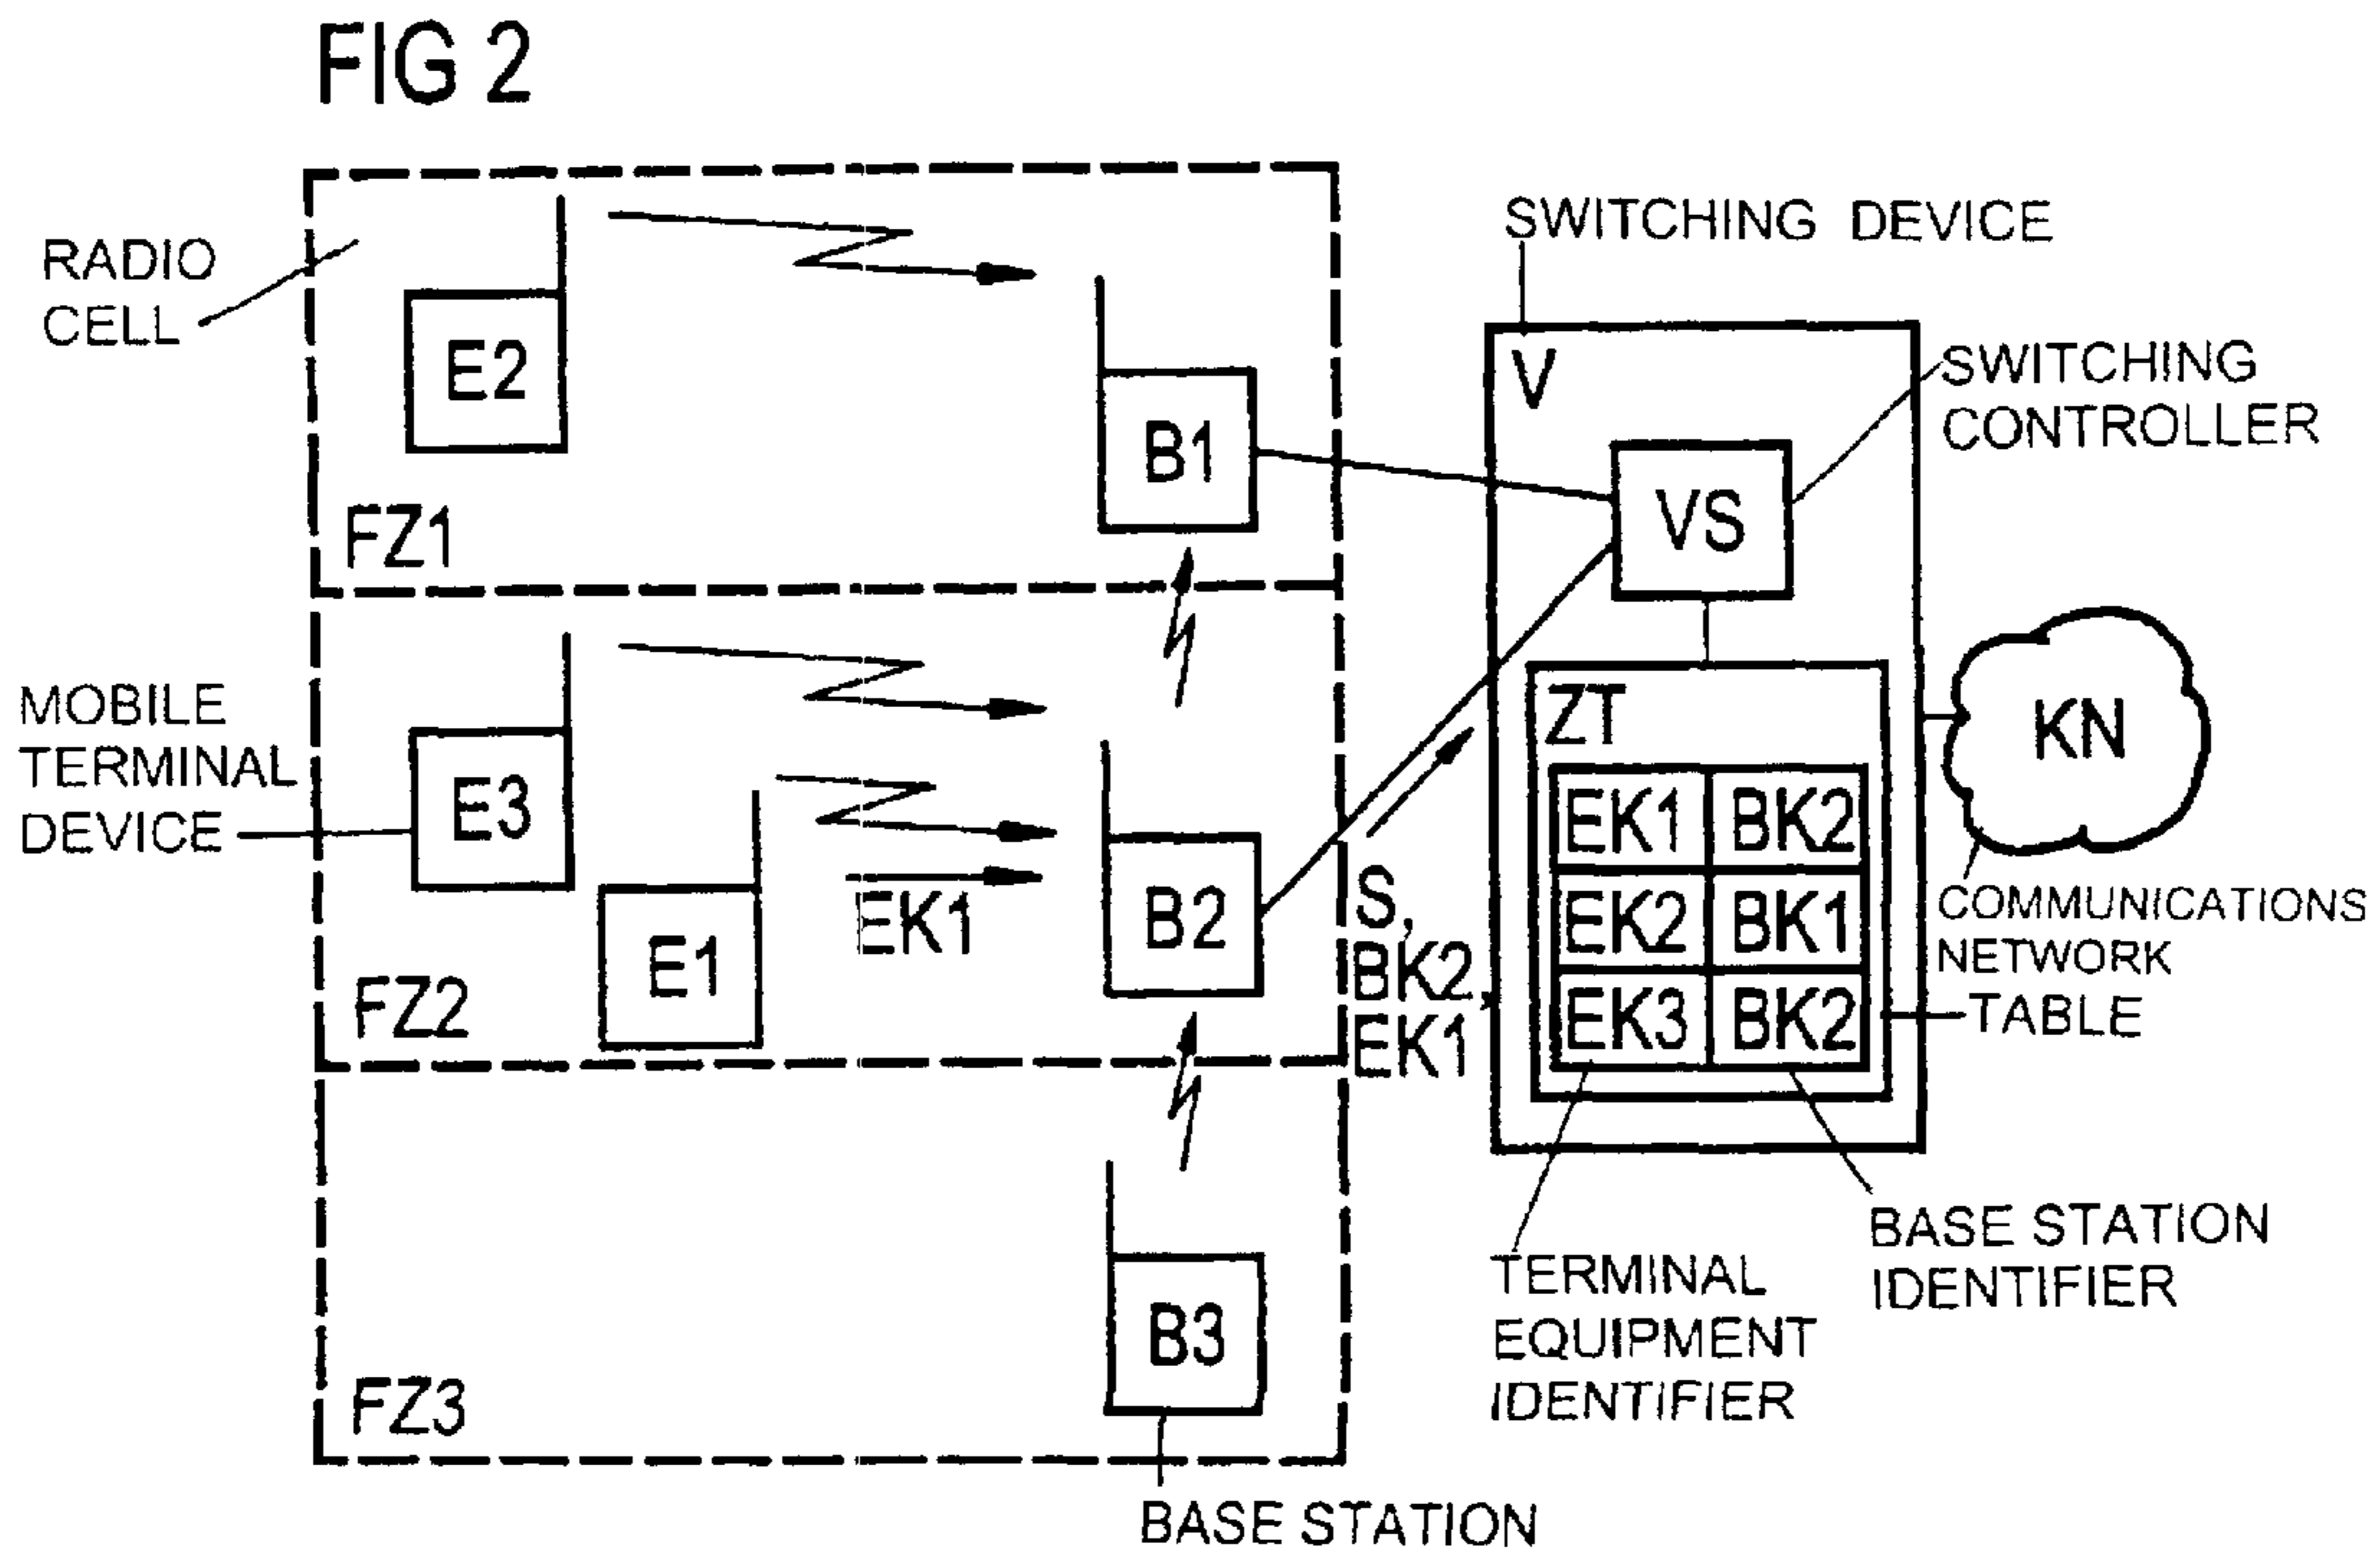 FIG 2
RADIO
CELL
E2
B1
FZ1
SWITCHING DEVICE
V
SWITCHING
CONTROLLER
VS
MOBILE
TERMINAL
DEVICE
E3
E1
EK1
B2
FZ2
S,
BK2,
EK1
ZT
EK1 BK2
EK2 BK1
EK3 BK2
KN
COMMUNICATIONS
NETWORK
TABLE
B3
FZ3
BASE STATION
TERMINAL
EQUIPMENT
IDENTIFIER
BASE STATION
IDENTIFIER